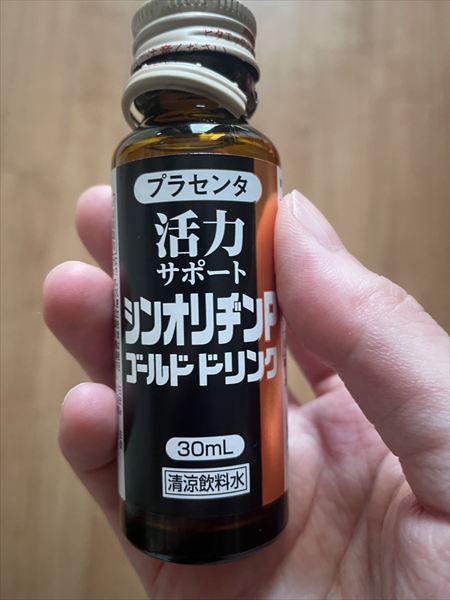 プラセンタ
活力
サポート
シンオリヂンP
ゴールドドリンク
30mL
清涼飲料水